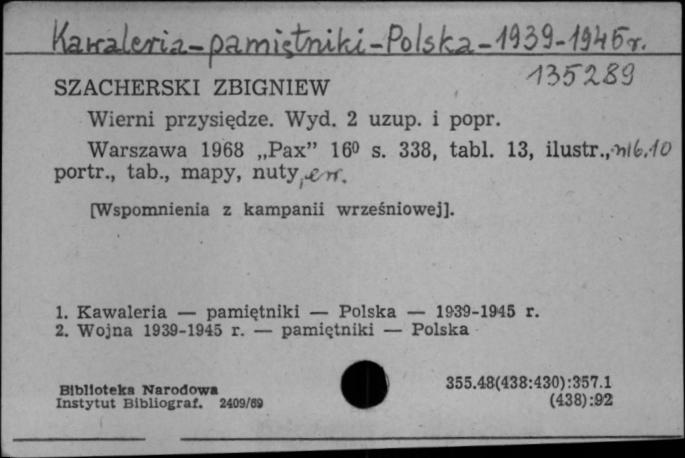 Kawaleria-pamiętniki-Polska-1939-1945r.
135289
SZACHERSKI ZBIGNIEW
Wierni przysiędze. Wyd. 2 uzup. i popr.
Warszawa 1968 „Pax” 16⁰ s. 338, tabl. 13, ilustr.,
portr., tab., mapy, nuty, err.
[Wspomnienia z kampanii wrześniowej].
1. Kawaleria — pamiętniki — Polska — 1939-1945 r.
2. Wojna 1939-1945 r. — pamiętniki — Polska
Biblioteka Narodowa
Instytut Bibliograf. 2409/69
355.48(438:430):357.1
(438):92